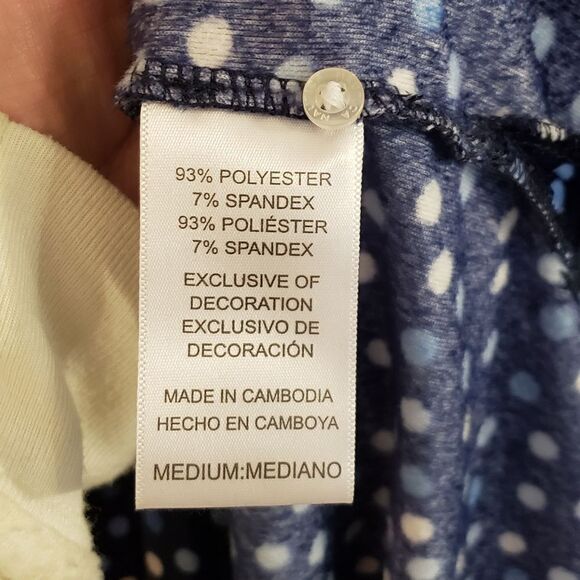 93% POLYESTER
7% SPANDEX
93% POLIÉSTER
7% SPANDEX
EXCLUSIVE OF
DECORATION
EXCLUSIVO DE
DECORACIÓN
MADE IN CAMBODIA
HECHO EN CAMBOYA
MEDIUM:MEDIANO